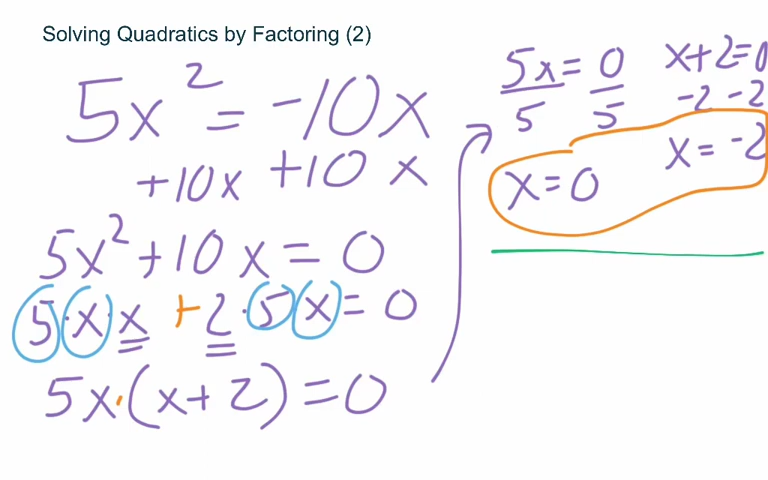 Solving Quadratics by Factoring (2)
5x² = -10x
+10x +10x
5x² + 10x = 0
5·x·x + 2·5·x = 0
5x·(x+2) = 0
5x = 0
5 5
x = 0
x+2=0
-2 -2
x = -2